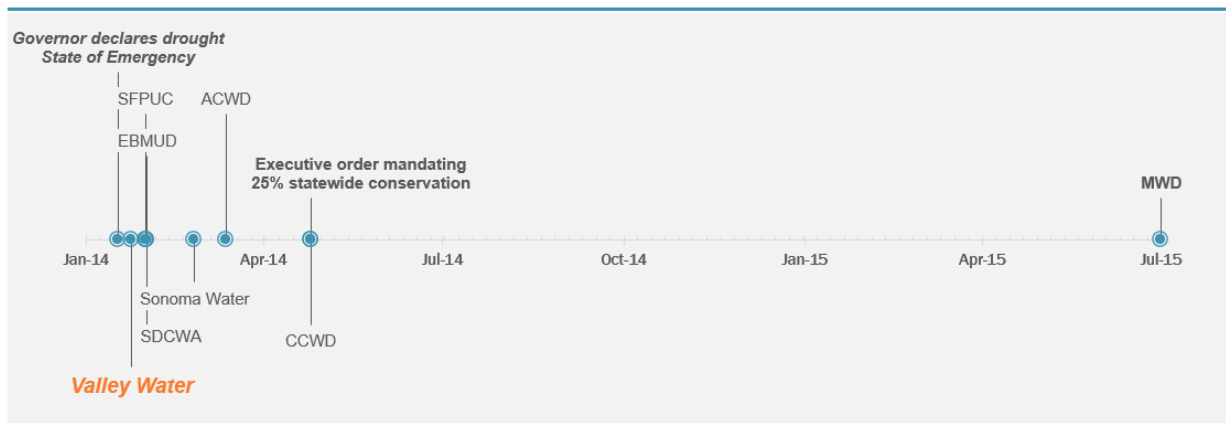 Governor declares drought
State of Emergency
SFPUC
ACWD
EBMUD
Executive order mandating
25% statewide conservation
MWD
Jan-14
Apr-14
Jul-14
Oct-14
Jan-15
Apr-15
Jul-15
Sonoma Water
SDCWA
CCWD
Valley Water